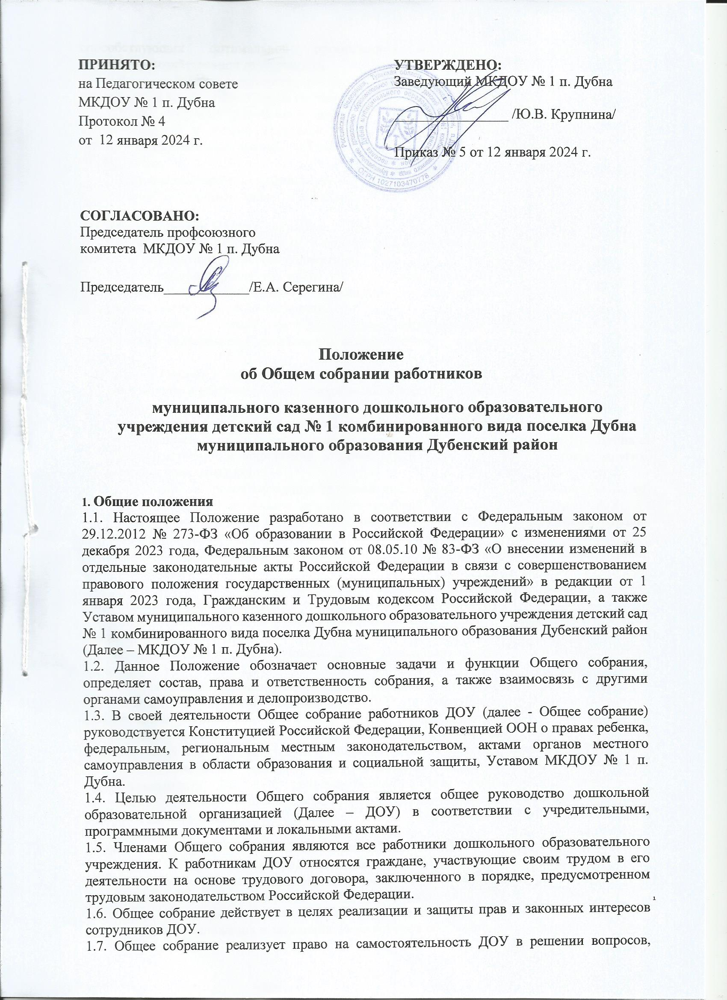 ПРИНЯТО:
на Педагогическом совете
МКДОУ № 1 п. Дубна
Протокол № 4
от 12 января 2024 г.
УТВЕРЖДЕНО:
Заведующий МКДОУ № 1 п. Дубна
/Ю.В. Крупнина/
Приказ № 5 от 12 января 2024 г.
ОГРН 1027103470778
СОГЛАСОВАНО:
Председатель профсоюзного
комитета МКДОУ № 1 п. Дубна
Председатель____________/Е.А. Серегина/
Положение
об Общем собрании работников
муниципального казенного дошкольного образовательного
учреждения детский сад № 1 комбинированного вида поселка Дубна
муниципального образования Дубенский район
1. Общие положения
1.1. Настоящее Положение разработано в соответствии с Федеральным законом от
29.12.2012 № 273-ФЗ «Об образовании в Российской Федерации» с изменениями от 25
декабря 2023 года, Федеральным законом от 08.05.10 № 83-ФЗ «О внесении изменений в
отдельные законодательные акты Российской Федерации в связи с совершенствованием
правового положения государственных (муниципальных) учреждений» в редакции от 1
января 2023 года, Гражданским и Трудовым кодексом Российской Федерации, а также
Уставом муниципального казенного дошкольного образовательного учреждения детский сад
№ 1 комбинированного вида поселка Дубна муниципального образования Дубенский район
(Далее – МКДОУ № 1 п. Дубна).
1.2. Данное Положение обозначает основные задачи и функции Общего собрания,
определяет состав, права и ответственность собрания, а также взаимосвязь с другими
органами самоуправления и делопроизводство.
1.3. В своей деятельности Общее собрание работников ДОУ (далее - Общее собрание)
руководствуется Конституцией Российской Федерации, Конвенцией ООН о правах ребенка,
федеральным, региональным местным законодательством, актами органов местного
самоуправления в области образования и социальной защиты, Уставом МКДОУ № 1 п.
Дубна.
1.4. Целью деятельности Общего собрания является общее руководство дошкольной
образовательной организацией (Далее – ДОУ) в соответствии с учредительными,
программными документами и локальными актами.
1.5. Членами Общего собрания являются все работники дошкольного образовательного
учреждения. К работникам ДОУ относятся граждане, участвующие своим трудом в его
деятельности на основе трудового договора, заключенного в порядке, предусмотренном
трудовым законодательством Российской Федерации.
1
1.6. Общее собрание действует в целях реализации и защиты прав и законных интересов
сотрудников ДОУ.
1.7. Общее собрание реализует право на самостоятельность ДОУ в решении вопросов,